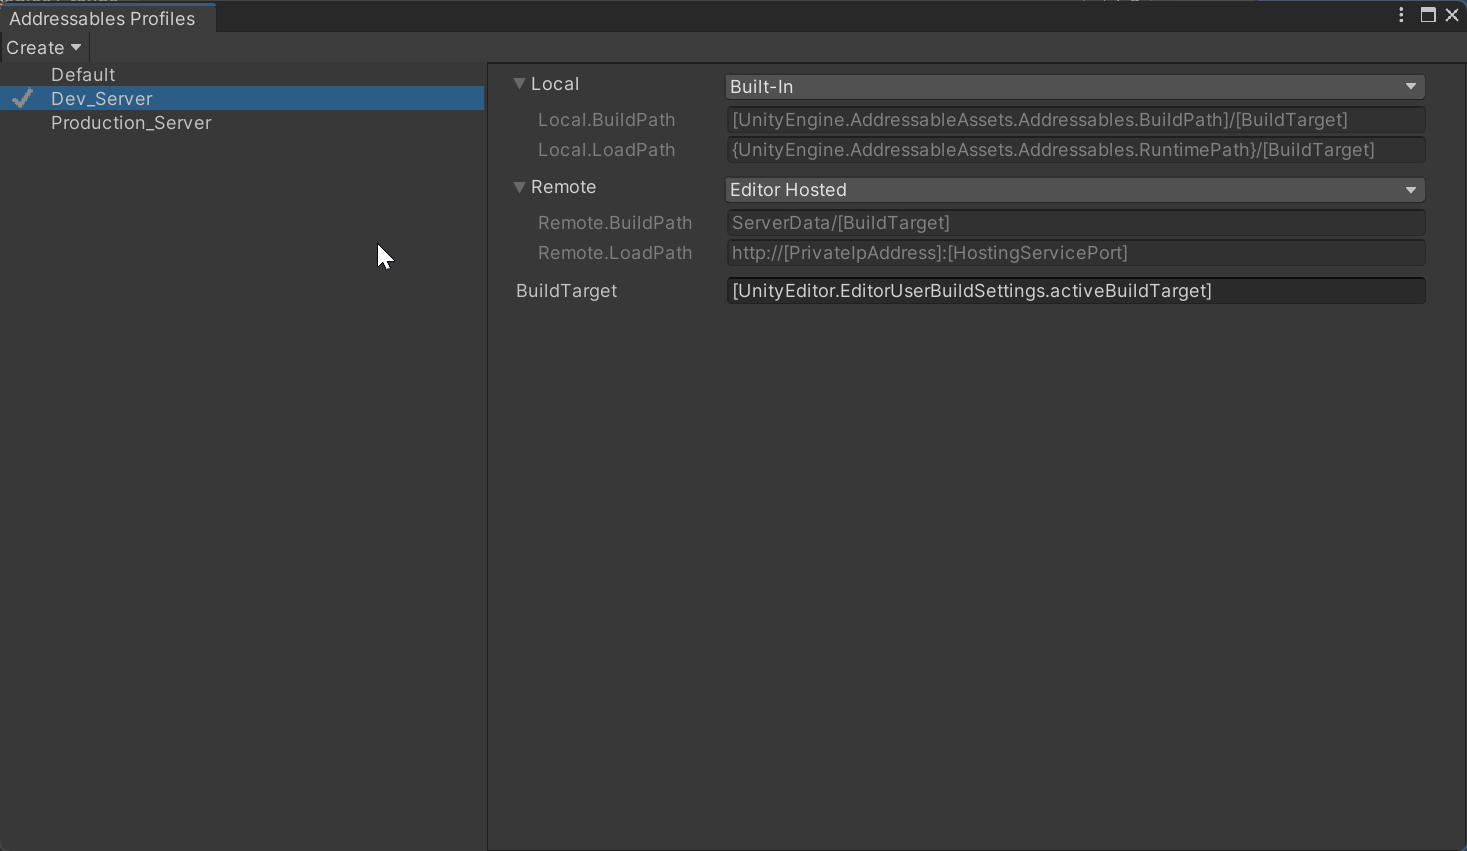 Addressables Profiles
Create
Default
Dev_Server
Production_Server
Local Built-In
Local.BuildPath [UnityEngine.AddressableAssets.Addressables.BuildPath]/[BuildTarget]
Local.LoadPath {UnityEngine.AddressableAssets.Addressables.RuntimePath}/[BuildTarget]
Remote Editor Hosted
Remote.BuildPath ServerData/[BuildTarget]
Remote.LoadPath http://[PrivateIpAddress]:[HostingServicePort]
BuildTarget [UnityEditor.EditorUserBuildSettings.activeBuildTarget]